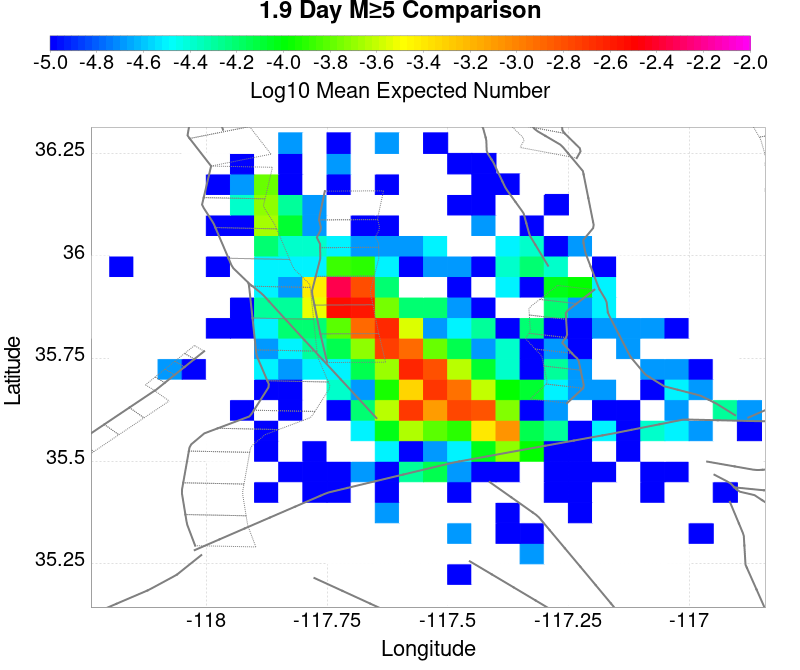 1.9 Day M≥5 Comparison
-5.0 -4.8 -4.6 -4.4 -4.2 -4.0 -3.8 -3.6 -3.4 -3.2 -3.0 -2.8 -2.6 -2.4 -2.2 -2.0
Log10 Mean Expected Number
36.25
36
35.75
35.5
35.25
Latitude
-118 -117.75 -117.5 -117.25 -117
Longitude